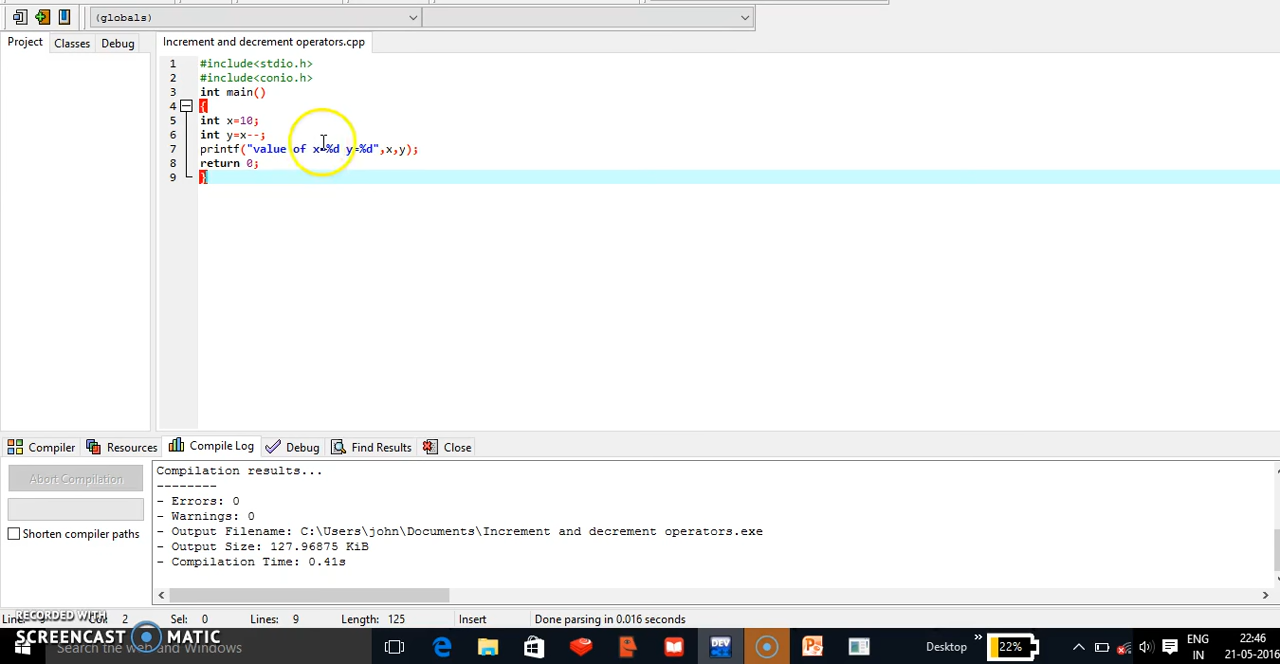 (globals)
Project Classes Debug
Increment and decrement operators.cpp
1 #include<stdio.h>
2 #include<conio.h>
3 int main()
4 {
5 int x=10;
6 int y=x--;
7 printf("value of x=%d y=%d",x,y);
8 return 0;
9 }
Compiler Resources Compile Log Debug Find Results Close
Abort Compilation
Shorten compiler paths
Compilation results...
--------
- Errors: 0
- Warnings: 0
- Output Filename: C:\Users\john\Documents\Increment and decrement operators.exe
- Output Size: 127.96875 KiB
- Compilation Time: 0.41s
Col: 2 Sel: 0 Lines: 9 Length: 125 Insert Done parsing in 0.016 seconds
RECORDED WITH
SCREENCAST MATIC
Search the web and Windows
DEV
Desktop
22%
ENG
IN
22:46
21-05-2016